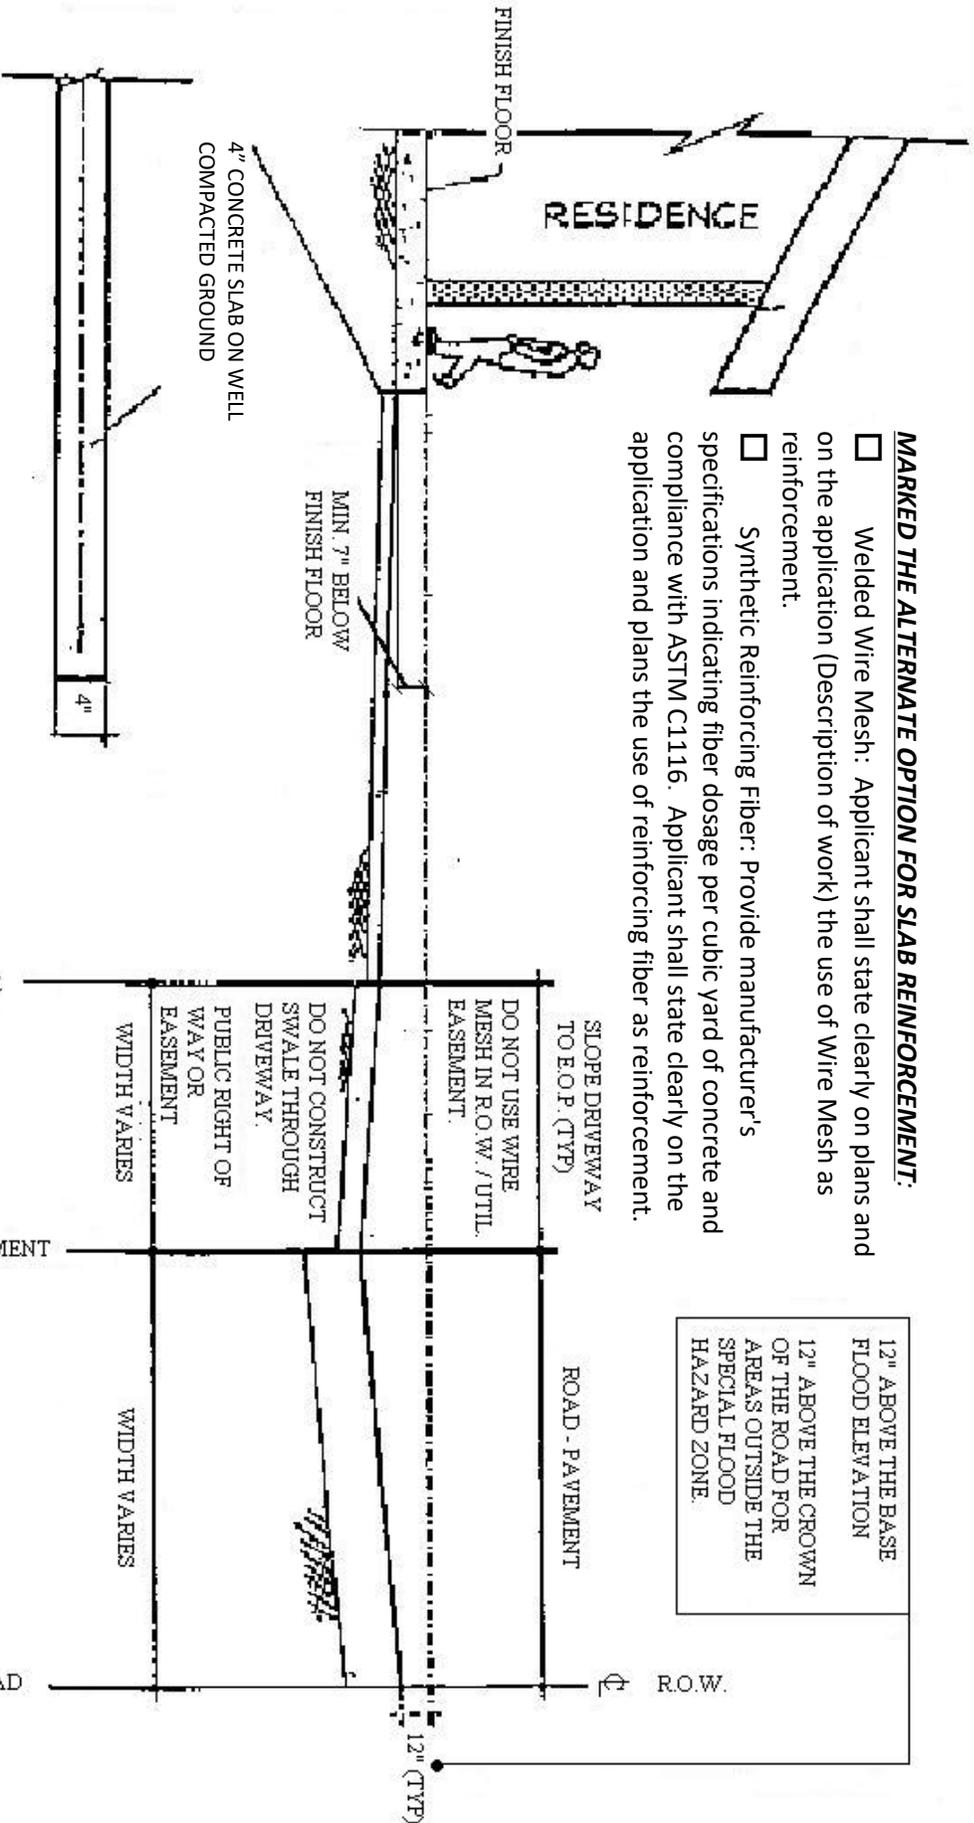 MARKED THE ALTERNATE OPTION FOR SLAB REINFORCEMENT:
Welded Wire Mesh: Applicant shall state clearly on plans and
on the application (Description of work) the use of Wire Mesh as
reinforcement.
Synthetic Reinforcing Fiber: Provide manufacturer's
specifications indicating fiber dosage per cubic yard of concrete and
compliance with ASTM C1116. Applicant shall state clearly on the
application and plans the use of reinforcing fiber as reinforcement.
12" ABOVE THE BASE
FLOOD ELEVATION
12" ABOVE THE CROWN
OF THE ROAD FOR
AREAS OUTSIDE THE
SPECIAL FLOOD
HAZARD ZONE.
RESIDENCE
FINISH FLOOR
SLOPE DRIVEWAY
TO E.O.P. (TYP)
ROAD - PAVEMENT
R.O.W.
DO NOT USE WIRE
MESH IN R.O.W. / UTIL.
EASEMENT.
12" (TYP)
MIN. 7" BELOW
FINISH FLOOR
DO NOT CONSTRUCT
SWALE THROUGH
DRIVEWAY.
4" CONCRETE SLAB ON WELL
COMPACTED GROUND
PUBLIC RIGHT OF
WAY OR
EASEMENT
WIDTH VARIES
WIDTH VARIES
4"
MENT
AD